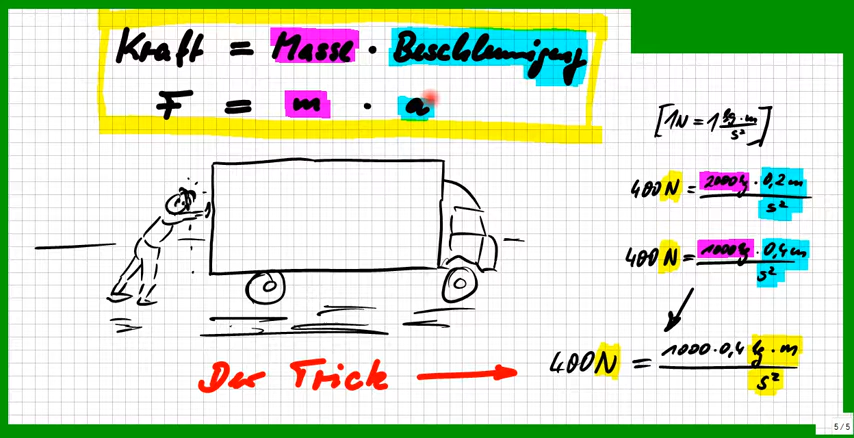 Kraft = Masse · Beschleunigung
F = m · a
[1N = 1 kg·m/s²]
400N = 2000kg · 0,2m/s²
400N = 1000kg · 0,4m/s²
Der Trick → 400N = 1000·0,4 kg·m/s²
5/5